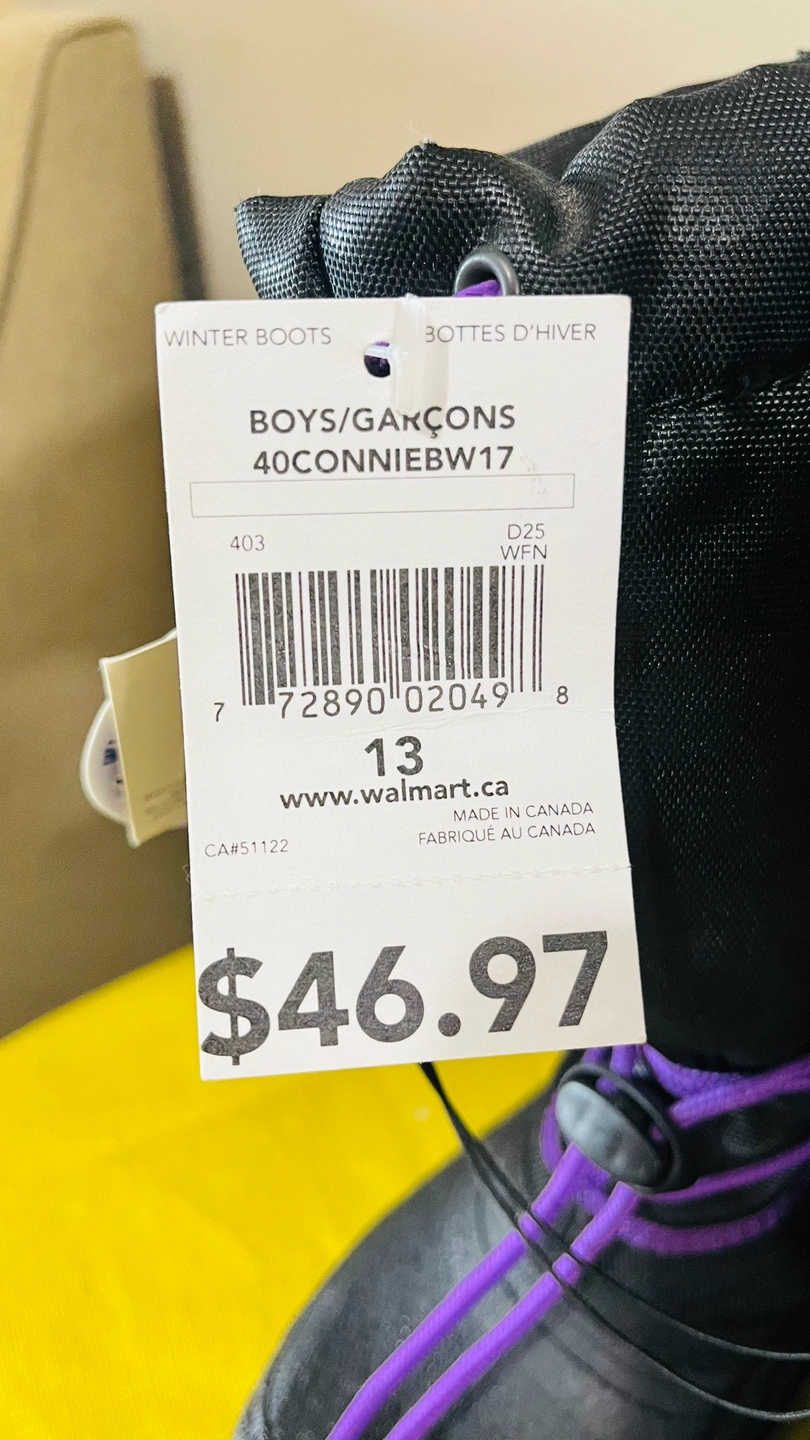 WINTER BOOTS BOTTES D'HIVER
BOYS/GARÇONS
40CONNIEBW17
403 D25
WFN
7 72890 02049 8
13
www.walmart.ca
MADE IN CANADA
FABRIQUÉ AU CANADA
CA#51122
$46.97